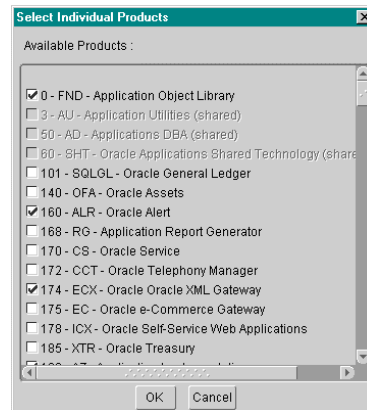 Select Individual Products
Available Products :
0 - FND - Application Object Library
3 - AU - Application Utilities (shared)
50 - AD - Applications DBA (shared)
60 - SHT - Oracle Applications Shared Technology (share
101 - SQLGL - Oracle General Ledger
140 - OFA - Oracle Assets
160 - ALR - Oracle Alert
168 - RG - Application Report Generator
170 - CS - Oracle Service
172 - CCT - Oracle Telephony Manager
174 - ECX - Oracle Oracle XML Gateway
175 - EC - Oracle e-Commerce Gateway
178 - ICX - Oracle Self-Service Web Applications
185 - XTR - Oracle Treasury
OK Cancel